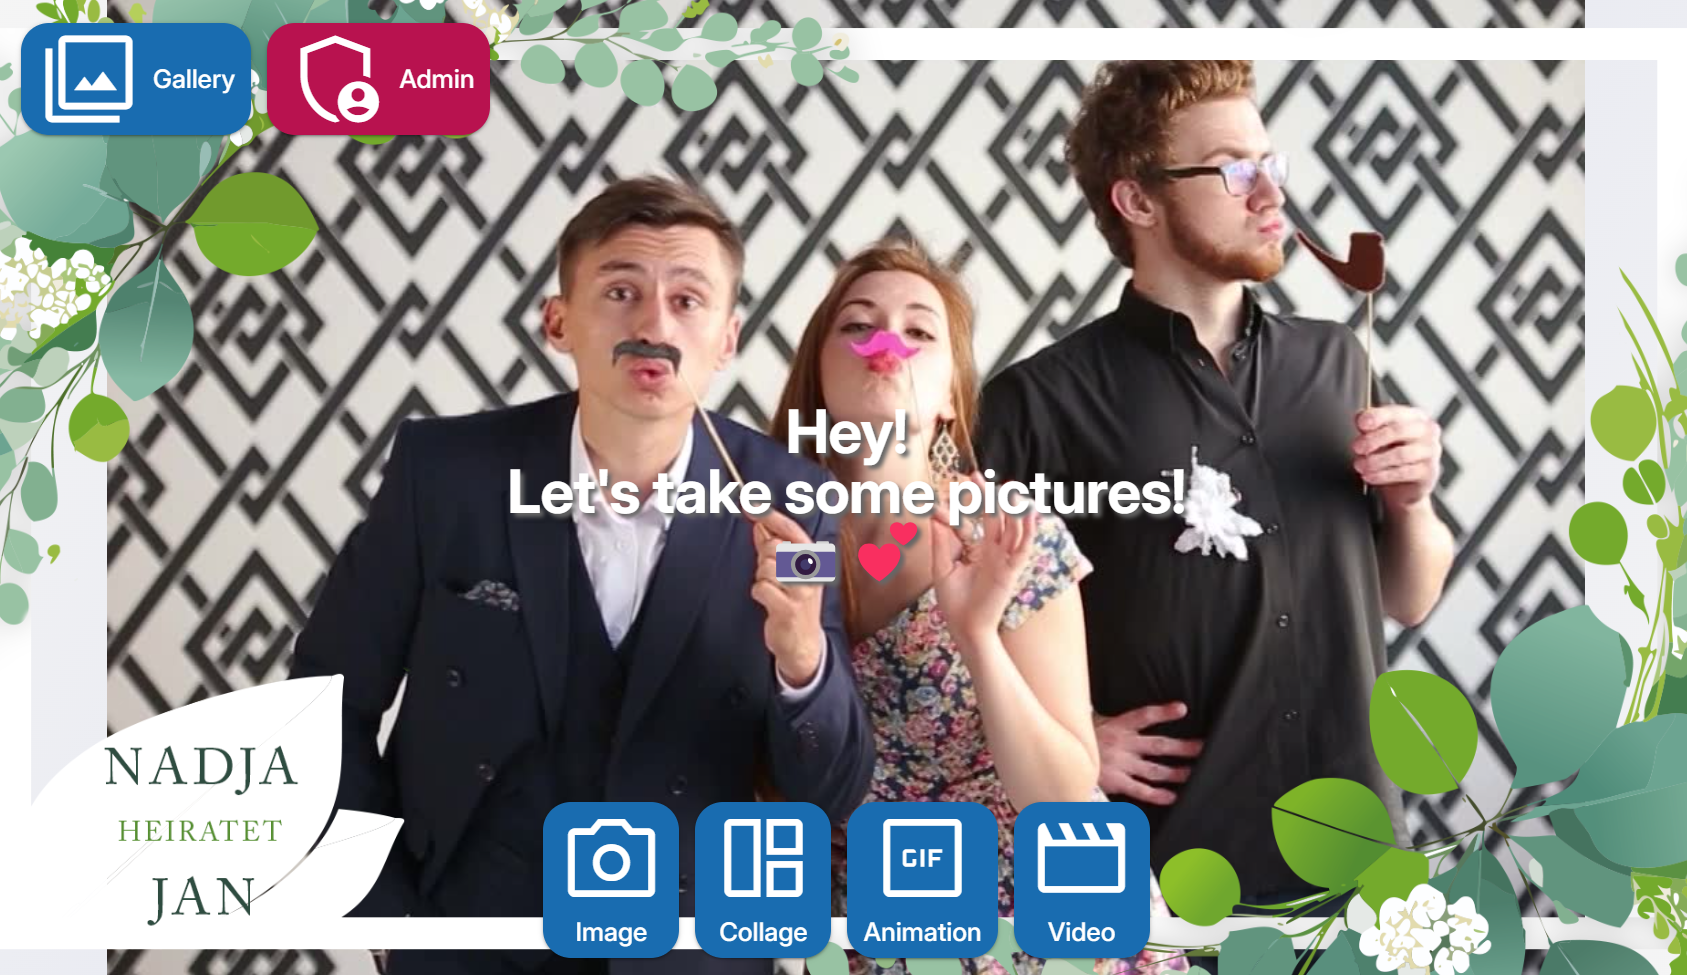 Gallery
Admin
Hey!
Let's take some pictures!
📷 💕
NADJA
HEIRATET
JAN
GIF
Image
Collage
Animation
Video